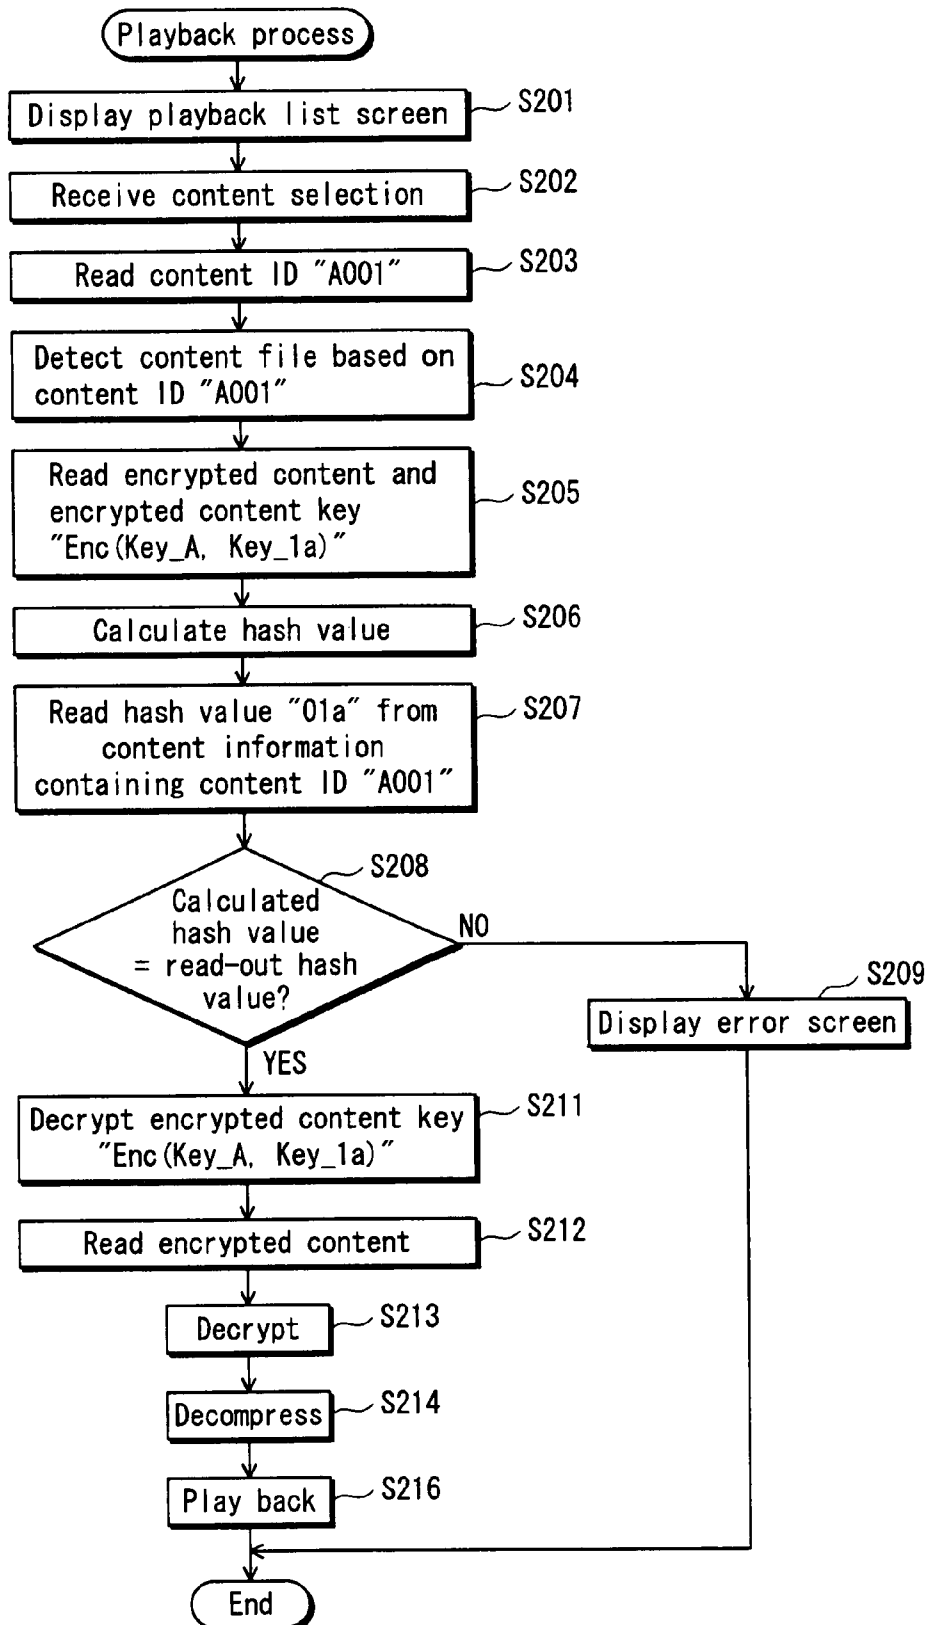 Playback process
Display playback list screen
S201
Receive content selection
S202
Read content ID "A001"
S203
Detect content file based on
content ID "A001"
S204
Read encrypted content and
encrypted content key
"Enc(Key_A, Key_1a)"
S205
Calculate hash value
S206
Read hash value "01a" from
content information
containing content ID "A001"
S207
S208
Calculated
hash value
= read-out hash
value?
NO
S209
Display error screen
YES
Decrypt encrypted content key
"Enc(Key_A, Key_1a)"
S211
Read encrypted content
S212
Decrypt
S213
Decompress
S214
Play back
S216
End